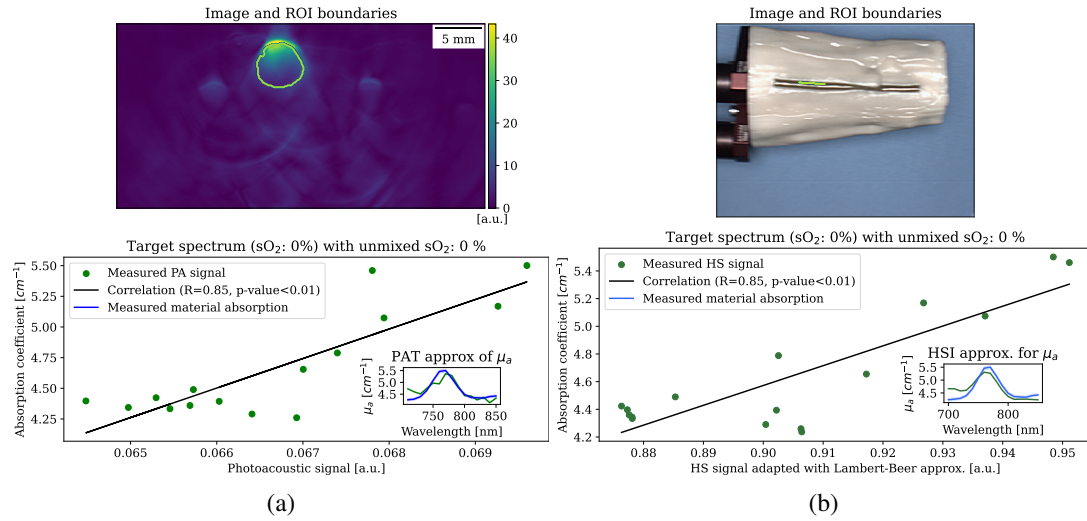 Image and ROI boundaries
5 mm
40
30
20
10
0
[a.u.]
Target spectrum (sO₂: 0%) with unmixed sO₂: 0 %
Measured PA signal
Correlation (R=0.85, p-value<0.01)
Measured material absorption
Absorption coefficient [cm⁻¹]
5.50
5.25
5.00
4.75
4.50
4.25
PAT approx of μₐ
μₐ [cm⁻¹]
5.5
5.0
4.5
750 800 850
Wavelength [nm]
0.065 0.066 0.067 0.068 0.069
Photoacoustic signal [a.u.]
(a)
Image and ROI boundaries
Target spectrum (sO₂: 0%) with unmixed sO₂: 0 %
Measured HS signal
Correlation (R=0.85, p-value<0.01)
Measured material absorption
Absorption coefficient [cm⁻¹]
5.4
5.2
5.0
4.8
4.6
4.4
4.2
HSI approx. for μₐ
μₐ [cm⁻¹]
5.5
5.0
4.5
700 800
Wavelength [nm]
0.88 0.89 0.90 0.91 0.92 0.93 0.94 0.95
HS signal adapted with Lambert-Beer approx. [a.u.]
(b)